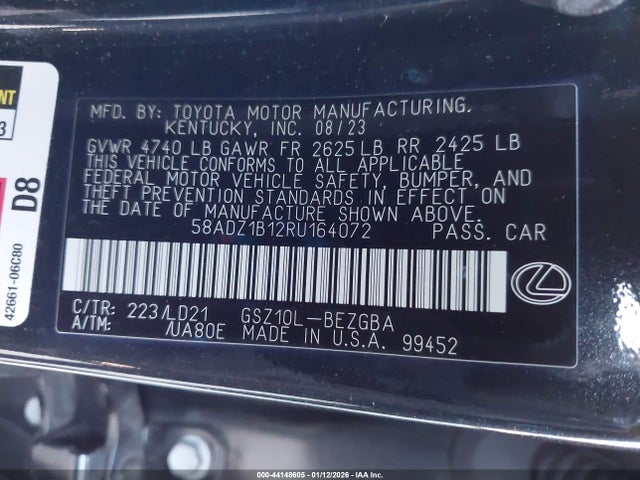 MFD. BY: TOYOTA MOTOR MANUFACTURING.
KENTUCKY, INC. 08/23
GVWR 4740 LB GAWR FR 2625 LB RR 2425 LB
THIS VEHICLE CONFORMS TO ALL APPLICABLE
FEDERAL MOTOR VEHICLE SAFETY, BUMPER, AND
THEFT PREVENTION STANDARDS IN EFFECT ON
THE DATE OF MANUFACTURE SHOWN ABOVE.
58ADZ1B12RU164072 PASS. CAR
C/TR: 223/LD21 GSZ10L-BEZGBA
A/TM: /UA80E MADE IN U.S.A. 99452
D8
42661-06C80
000-44148605 - 01/12/2026 - IAA Inc.